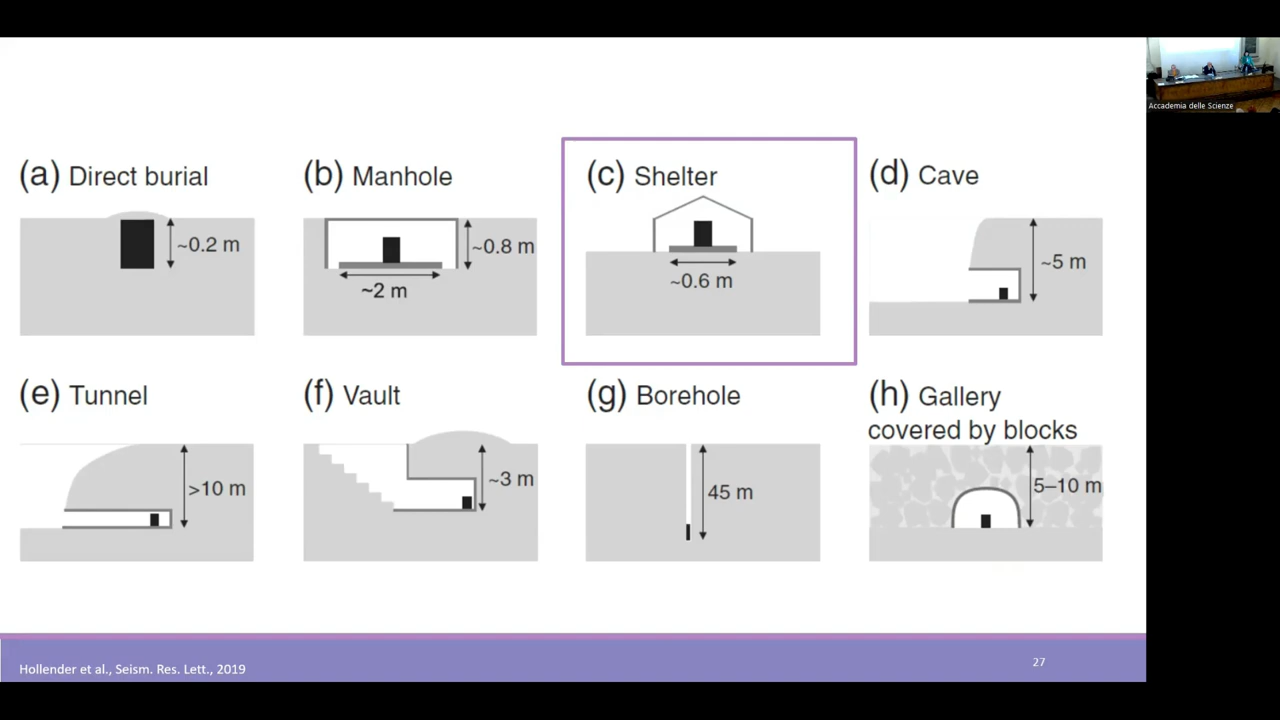 Accademia delle Scienze
(a) Direct burial
~0.2 m
(b) Manhole
~0.8 m
~2 m
(c) Shelter
~0.6 m
(d) Cave
~5 m
(e) Tunnel
>10 m
(f) Vault
~3 m
(g) Borehole
45 m
(h) Gallery
covered by blocks
5–10 m
Hollender et al., Seism. Res. Lett., 2019
27